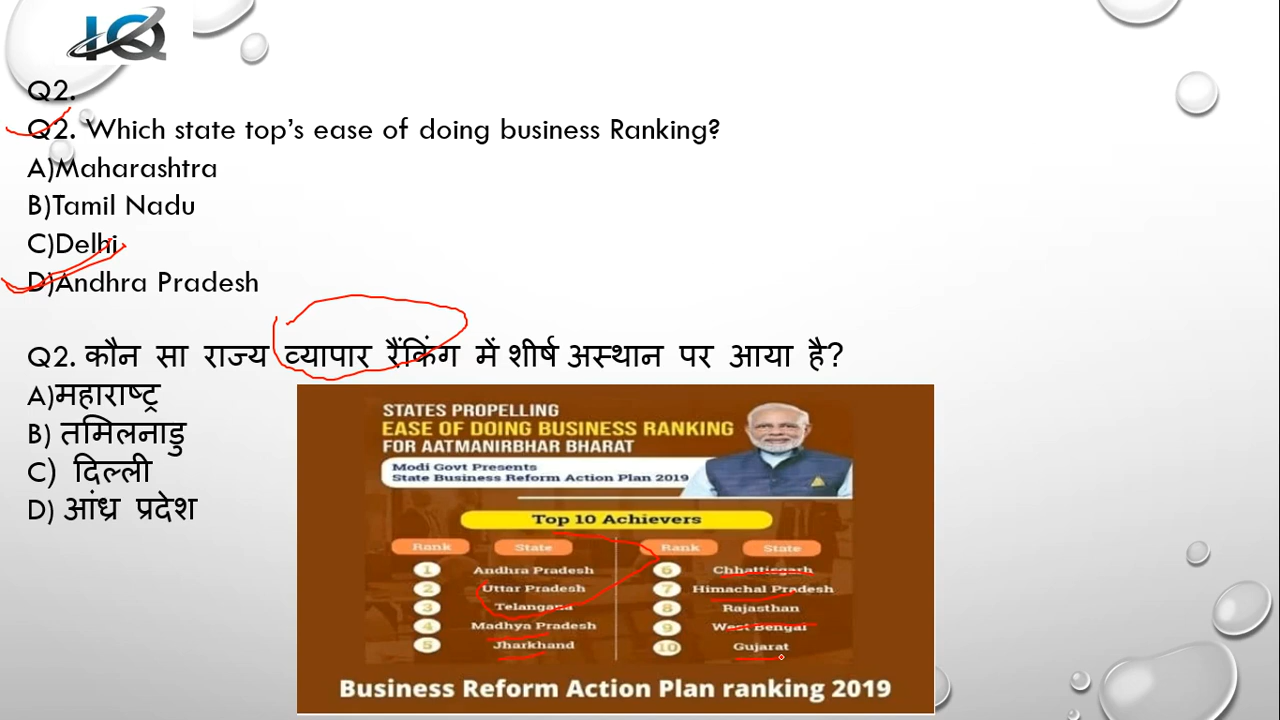 IQ
Q2.
Q2. Which state top's ease of doing business Ranking?
A)Maharashtra
B)Tamil Nadu
C)Delhi
D)Andhra Pradesh
Q2. कौन सा राज्य व्यापार रैंकिंग में शीर्ष अस्थान पर आया है?
A)महाराष्ट्र
B) तमिलनाडु
C) दिल्ली
D) आंध्र प्रदेश
STATES PROPELLING
EASE OF DOING BUSINESS RANKING
FOR AATMANIRBHAR BHARAT
Modi Govt Presents
State Business Reform Action Plan 2019
Top 10 Achievers
Rank State Rank State
1 Andhra Pradesh 6 Chhattisgarh
2 Uttar Pradesh 7 Himachal Pradesh
3 Telangana 8 Rajasthan
4 Madhya Pradesh 9 West Bengal
5 Jharkhand 10 Gujarat
Business Reform Action Plan ranking 2019